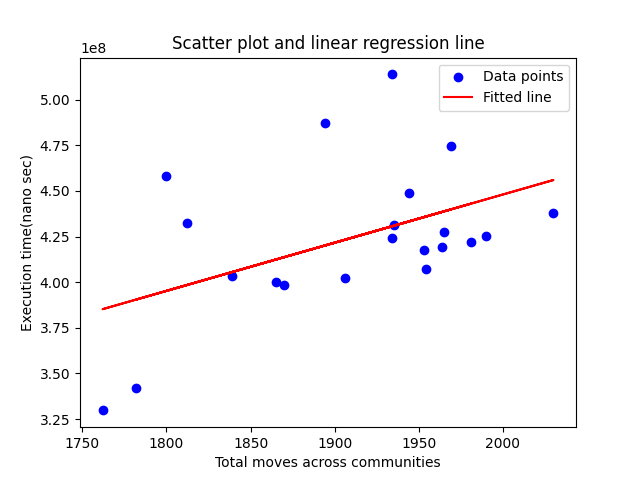 Scatter plot and linear regression line
1e8
Data points
Fitted line
5.00
4.75
4.50
4.25
4.00
3.75
3.50
3.25
Execution time(nano sec)
1750 1800 1850 1900 1950 2000
Total moves across communities